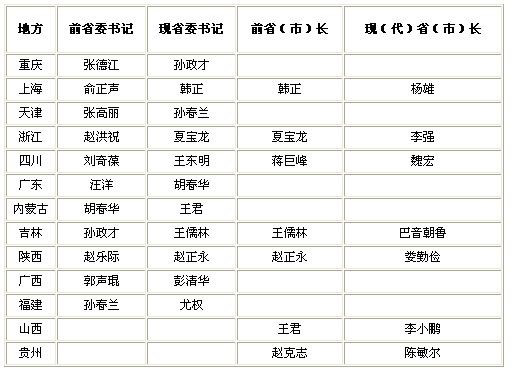 地方 前省委书记 现省委书记 前省（市）长 现（代）省（市）长
重庆 张德江 孙政才
上海 俞正声 韩正 韩正 杨雄
天津 张高丽 孙春兰
浙江 赵洪祝 夏宝龙 夏宝龙 李强
四川 刘奇葆 王东明 蒋巨峰 魏宏
广东 汪洋 胡春华
内蒙古 胡春华 王君
吉林 孙政才 王儒林 王儒林 巴音朝鲁
陕西 赵乐际 赵正永 赵正永 娄勤俭
广西 郭声琨 彭清华
福建 孙春兰 尤权
山西 王君 李小鹏
贵州 赵克志 陈敏尔